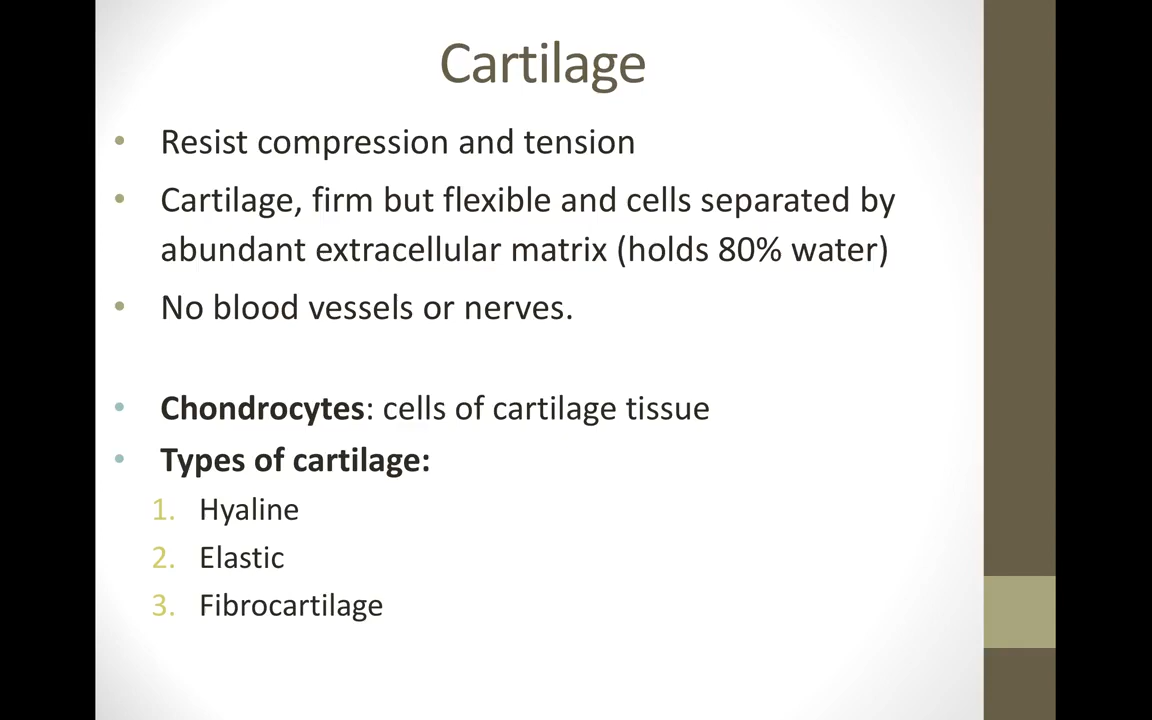 Cartilage
• Resist compression and tension
• Cartilage, firm but flexible and cells separated by
abundant extracellular matrix (holds 80% water)
• No blood vessels or nerves.
• Chondrocytes: cells of cartilage tissue
• Types of cartilage:
1. Hyaline
2. Elastic
3. Fibrocartilage